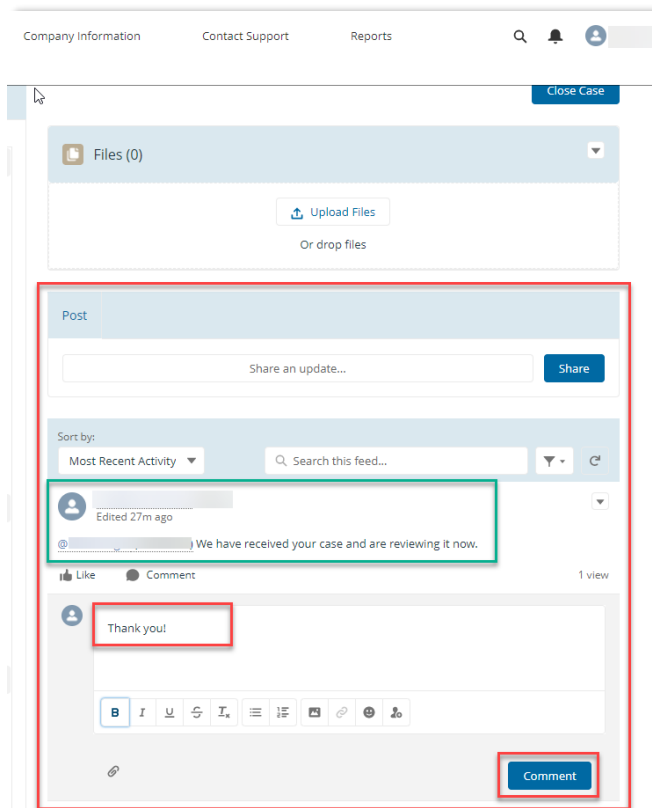 Company Information Contact Support Reports
Close Case
Files (0)
Upload Files
Or drop files
Post
Share an update... Share
Sort by:
Most Recent Activity Search this feed...
Edited 27m ago
@ We have received your case and are reviewing it now.
Like Comment 1 view
Thank you!
B I U S Tx
Comment